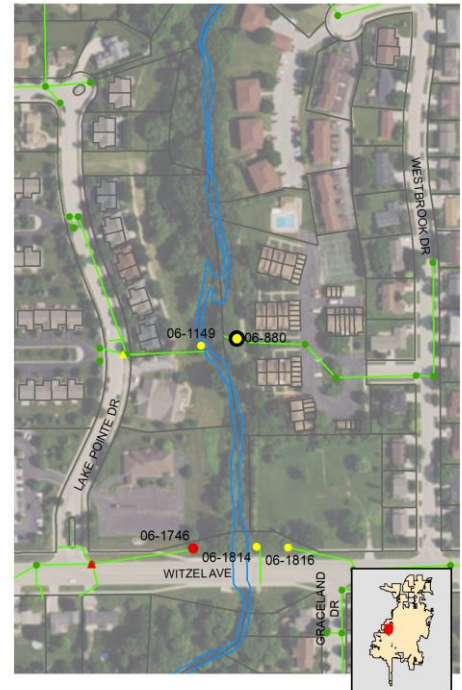 WESTBROOK DR
06-1149
06-880
LAKE POINTE DR
06-1746
06-1814
06-1816
WITZEL AVE
GRACELAND
DR